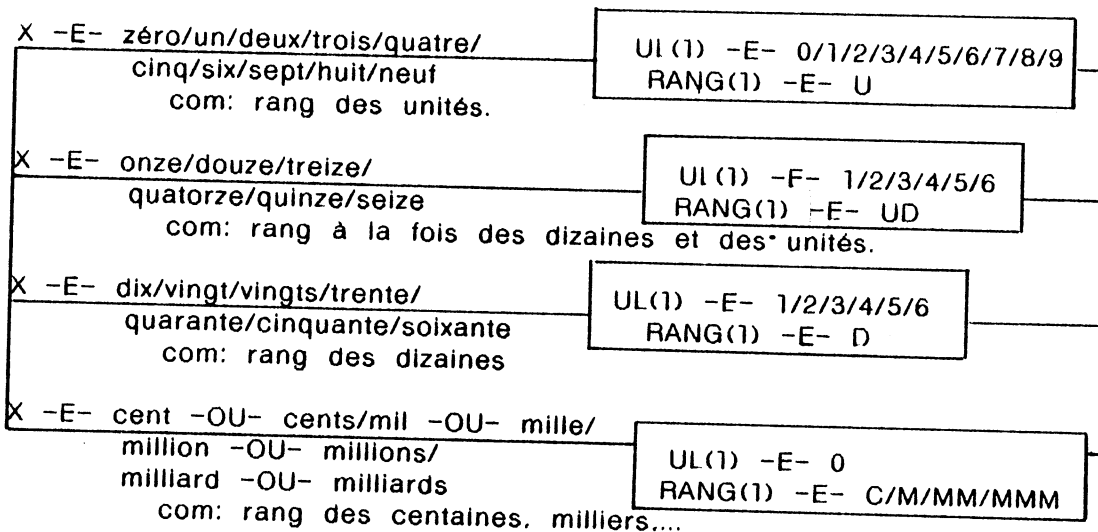 X -E- zéro/un/deux/trois/quatre/
cinq/six/sept/huit/neuf
com: rang des unités.
UL(1) -E- 0/1/2/3/4/5/6/7/8/9
RANG(1) -E- U
X -E- onze/douze/treize/
quatorze/quinze/seize
com: rang à la fois des dizaines et des unités.
UL(1) -E- 1/2/3/4/5/6
RANG(1) -E- UD
X -E- dix/vingt/vingts/trente/
quarante/cinquante/soixante
com: rang des dizaines
UL(1) -E- 1/2/3/4/5/6
RANG(1) -E- D
X -E- cent -OU- cents/mil -OU- mille/
million -OU- millions/
milliard -OU- milliards
com: rang des centaines, milliers,...
UL(1) -E- 0
RANG(1) -E- C/M/MM/MMM